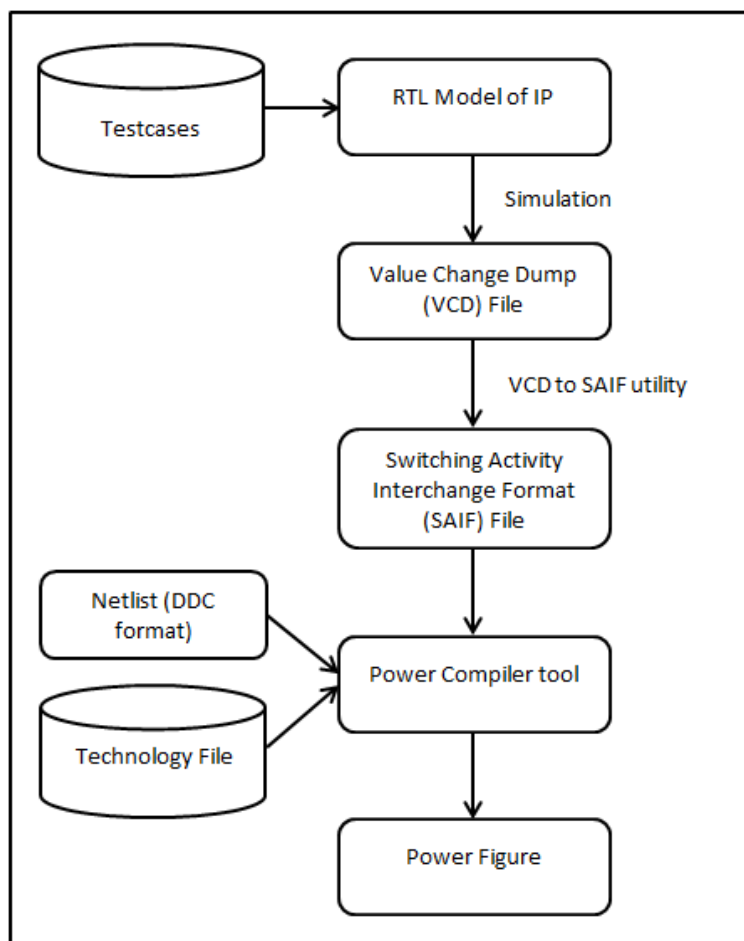 Testcases
RTL Model of IP
Simulation
Value Change Dump
(VCD) File
VCD to SAIF utility
Switching Activity
Interchange Format
(SAIF) File
Netlist (DDC
format)
Power Compiler tool
Technology File
Power Figure